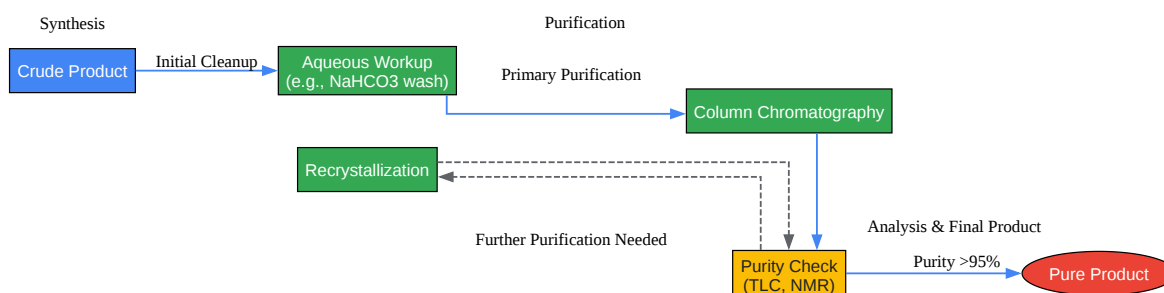 Synthesis
Purification
Crude Product
Initial Cleanup
Aqueous Workup
(e.g., NaHCO3 wash)
Primary Purification
Column Chromatography
Recrystallization
Further Purification Needed
Analysis & Final Product
Purity Check
(TLC, NMR)
Purity >95%
Pure Product